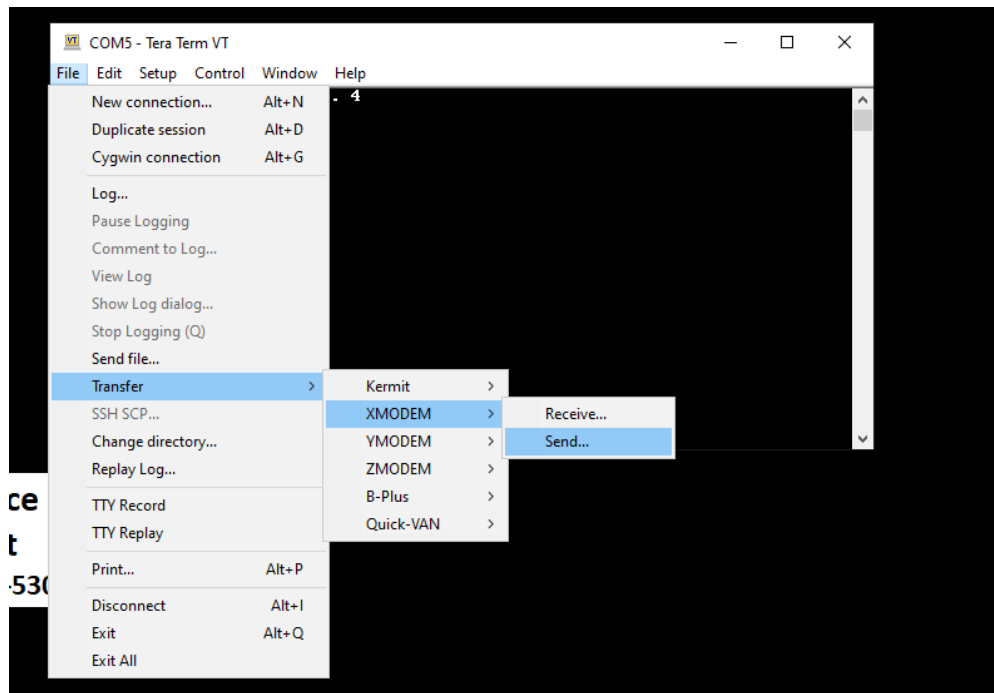 COM5 - Tera Term VT
File Edit Setup Control Window Help
. 4
New connection... Alt+N
Duplicate session Alt+D
Cygwin connection Alt+G
Log...
Pause Logging
Comment to Log...
View Log
Show Log dialog...
Stop Logging (Q)
Send file...
Transfer >
SSH SCP...
Change directory...
Replay Log...
TTY Record
TTY Replay
Print... Alt+P
Disconnect Alt+I
Exit Alt+Q
Exit All
Kermit >
XMODEM >
YMODEM >
ZMODEM >
B-Plus >
Quick-VAN >
Receive...
Send...
ce
t
-530